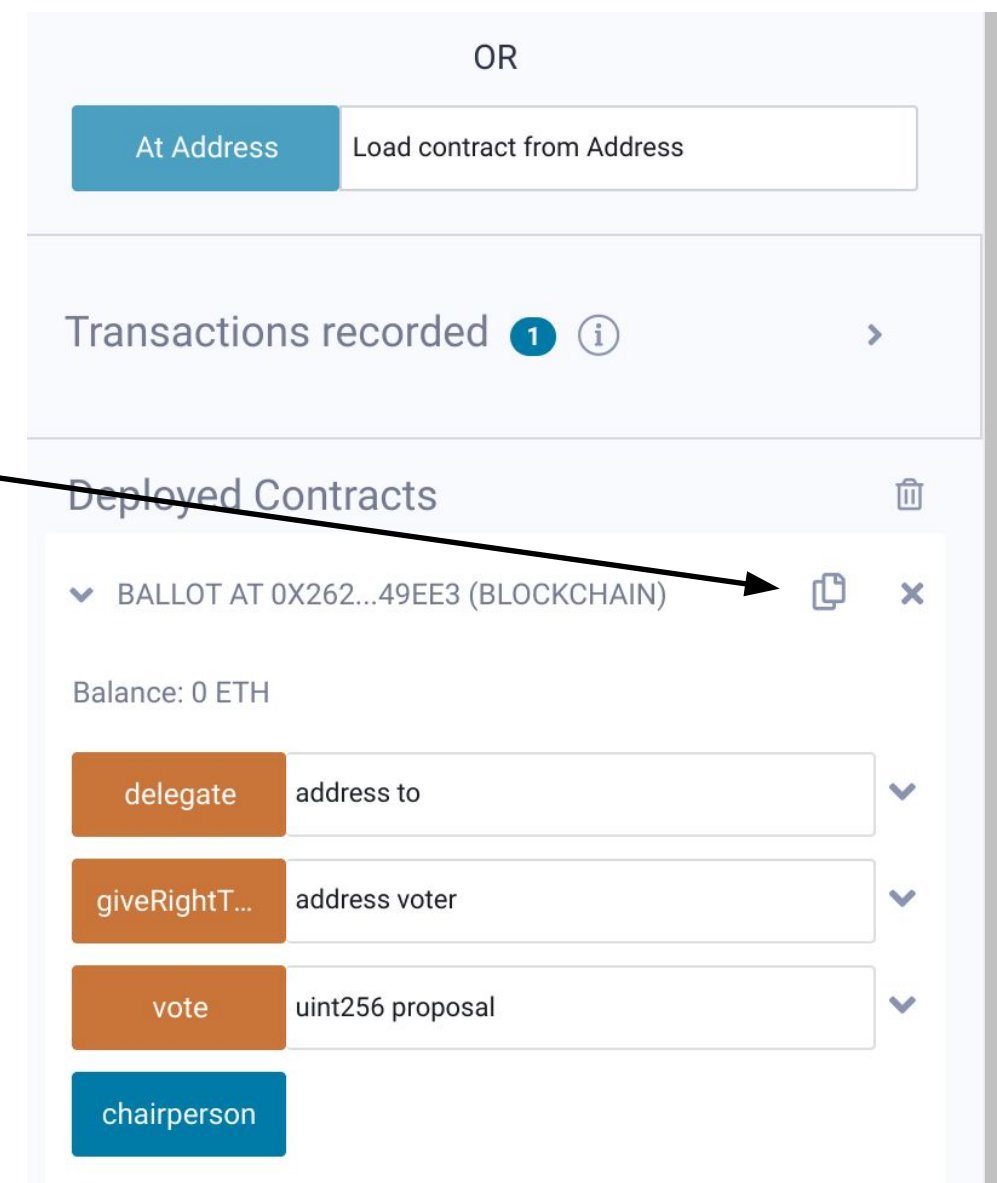 OR
At Address Load contract from Address
Transactions recorded 1 i
Deployed Contracts
BALLOT AT 0X262...49EE3 (BLOCKCHAIN)
Balance: 0 ETH
delegate address to
giveRightT... address voter
vote uint256 proposal
chairperson